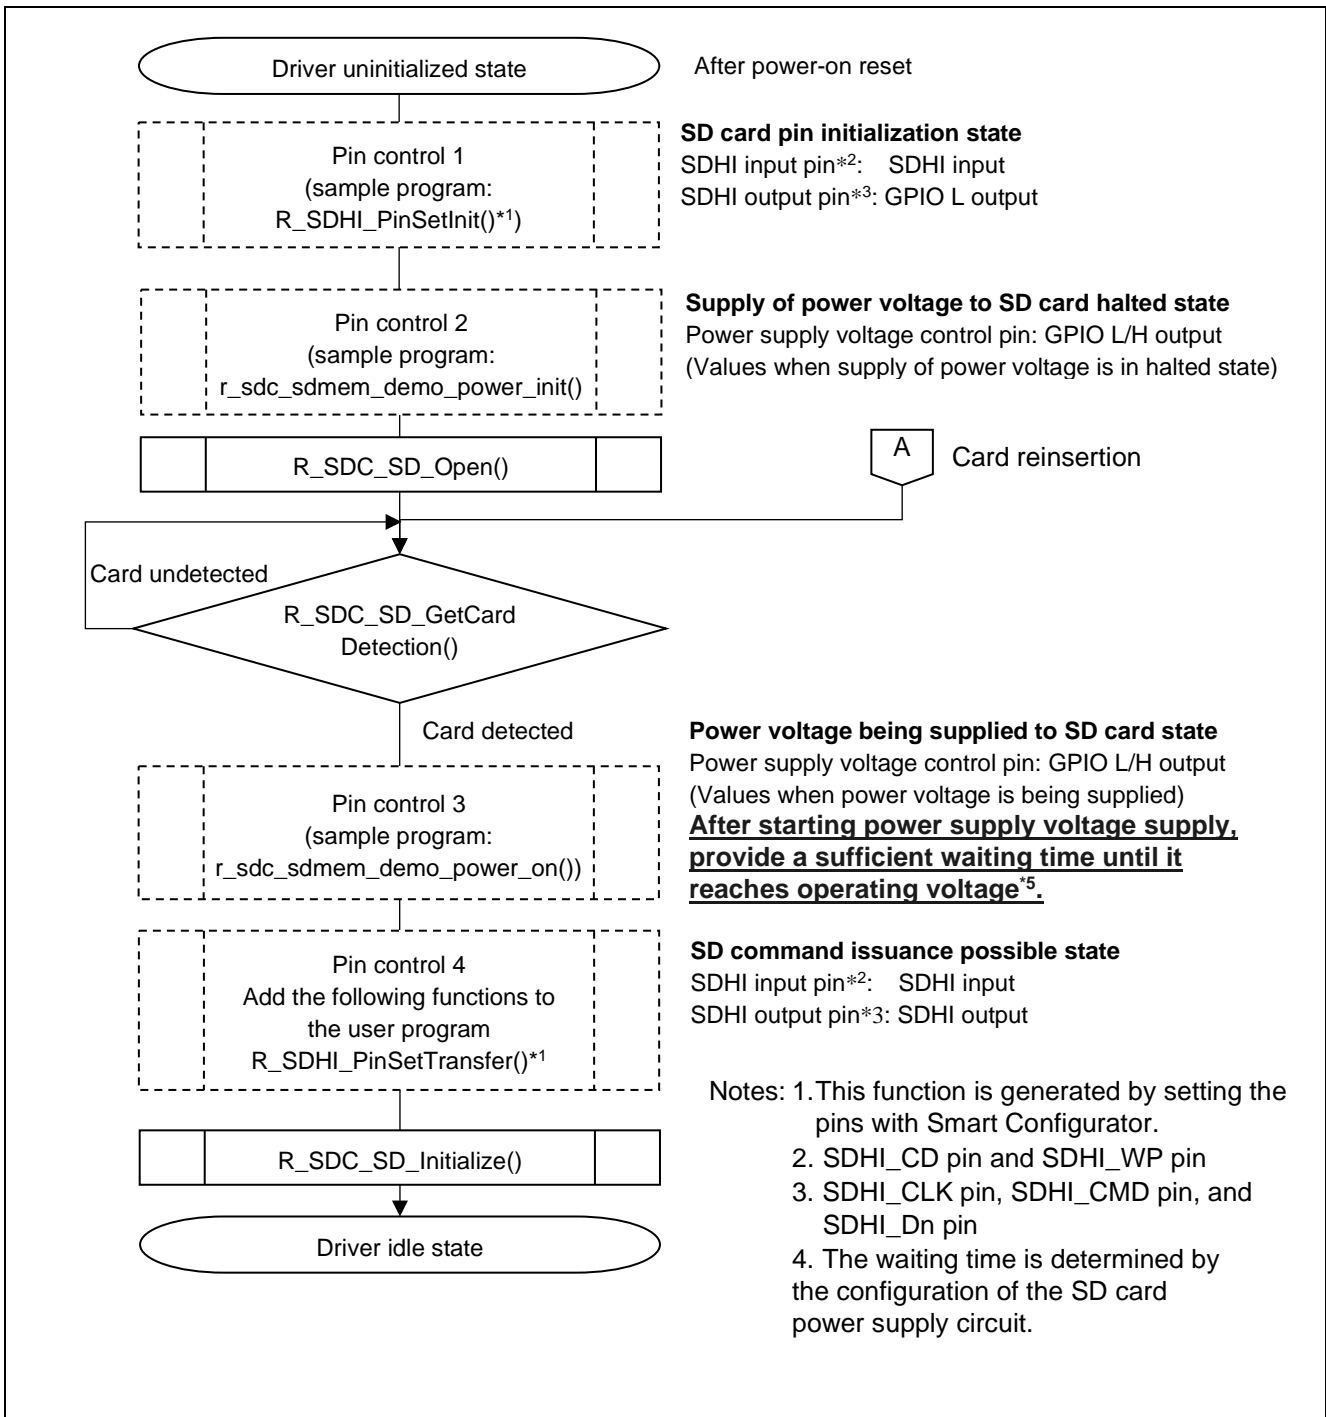 Driver uninitialized state
After power-on reset
Pin control 1
(sample program:
R_SDHI_PinSetInit()*1)
SD card pin initialization state
SDHI input pin*2: SDHI input
SDHI output pin*3: GPIO L output
Pin control 2
(sample program:
r_sdc_sdmem_demo_power_init()
Supply of power voltage to SD card halted state
Power supply voltage control pin: GPIO L/H output
(Values when supply of power voltage is in halted state)
R_SDC_SD_Open()
A
Card reinsertion
Card undetected
R_SDC_SD_GetCard
Detection()
Card detected
Pin control 3
(sample program:
r_sdc_sdmem_demo_power_on())
Power voltage being supplied to SD card state
Power supply voltage control pin: GPIO L/H output
(Values when power voltage is being supplied)
After starting power supply voltage supply,
provide a sufficient waiting time until it
reaches operating voltage*5.
Pin control 4
Add the following functions to
the user program
R_SDHI_PinSetTransfer()*1
SD command issuance possible state
SDHI input pin*2: SDHI input
SDHI output pin*3: SDHI output
R_SDC_SD_Initialize()
Driver idle state
Notes: 1.This function is generated by setting the
pins with Smart Configurator.
2. SDHI_CD pin and SDHI_WP pin
3. SDHI_CLK pin, SDHI_CMD pin, and
SDHI_Dn pin
4. The waiting time is determined by
the configuration of the SD card
power supply circuit.